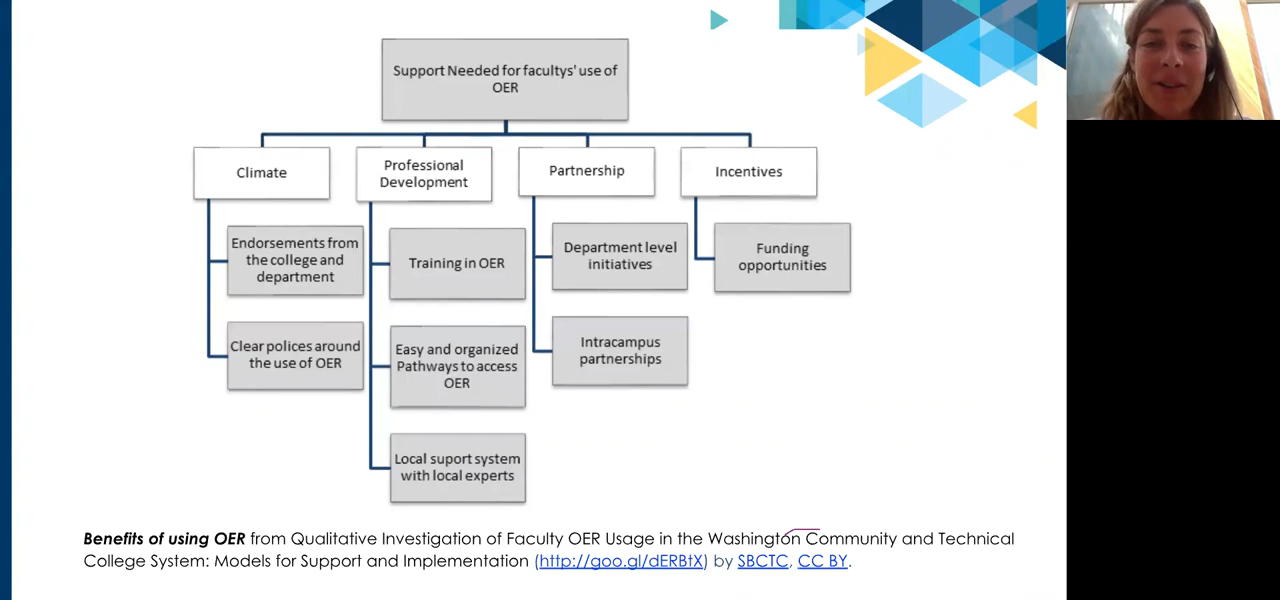 Support Needed for facultys' use of
OER
Climate
Professional
Development
Partnership
Incentives
Endorsements from
the college and
department
Training in OER
Department level
initiatives
Funding
opportunities
Clear polices around
the use of OER
Easy and organized
Pathways to access
OER
Intracampus
partnerships
Local suport system
with local experts
Benefits of using OER from Qualitative Investigation of Faculty OER Usage in the Washington Community and Technical
College System: Models for Support and Implementation (http://goo.gl/dERBtX) by SBCTC, CC BY.